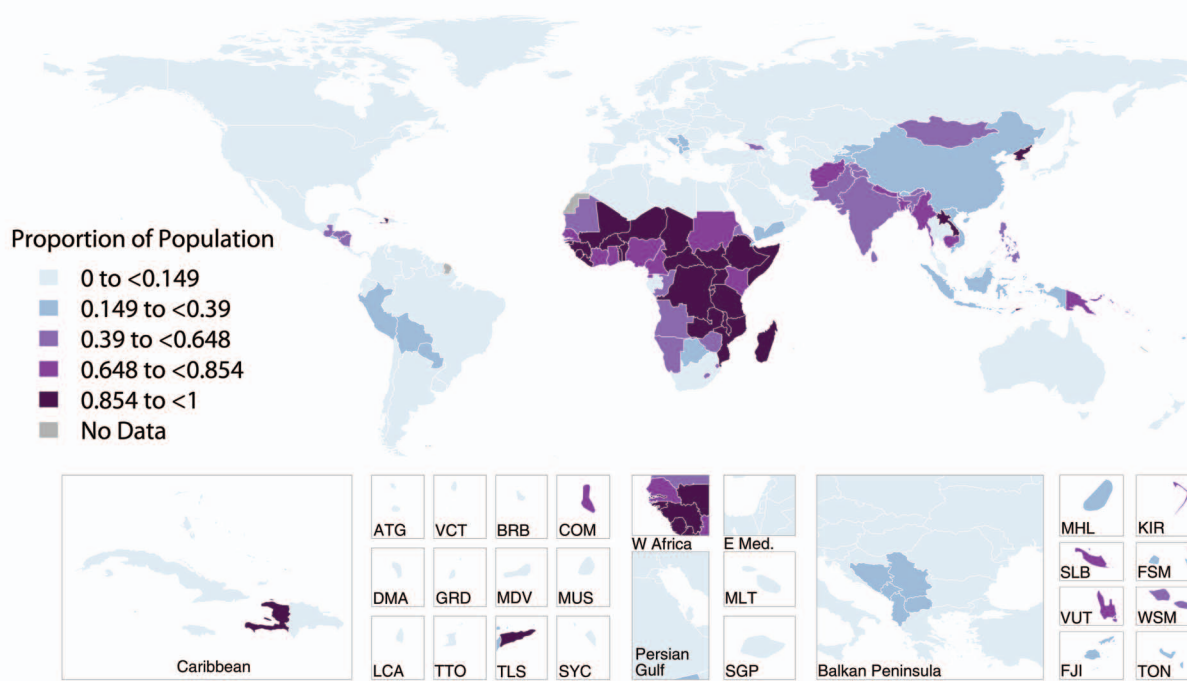 Proportion of Population
0 to <0.149
0.149 to <0.39
0.39 to <0.648
0.648 to <0.854
0.854 to <1
No Data
Caribbean
ATG
VCT
BRB
COM
DMA
GRD
MDV
MUS
LCA
TTO
TLS
SYC
W Africa
E Med.
Persian
Gulf
MLT
SGP
Balkan Peninsula
MHL
KIR
SLB
FSM
VUT
WSM
FJI
TON